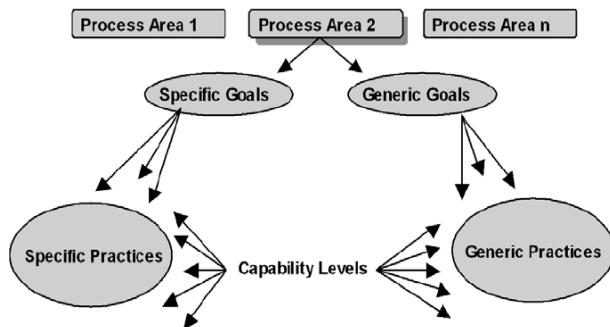 Process Area 1
Process Area 2
Process Area n
Specific Goals
Generic Goals
Specific Practices
Capability Levels
Generic Practices